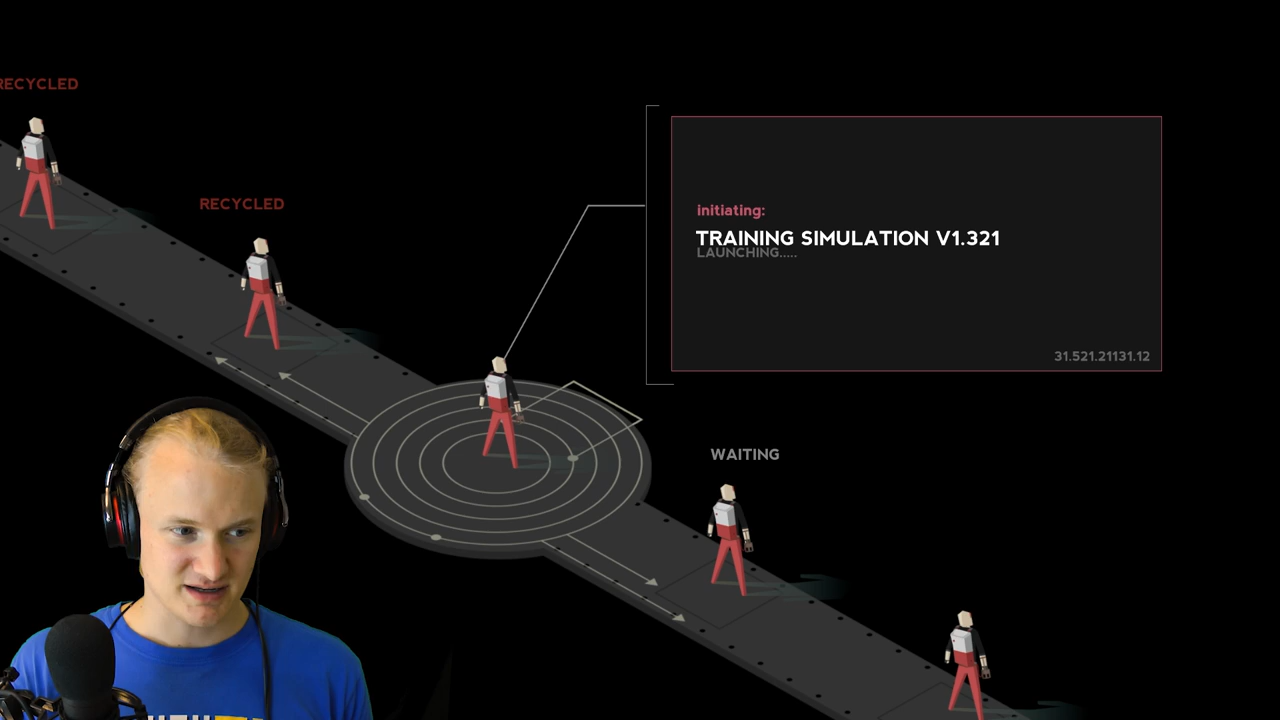 RECYCLED
RECYCLED
initiating:
TRAINING SIMULATION V1.321
LAUNCHING.....
31.521.21131.12
WAITING